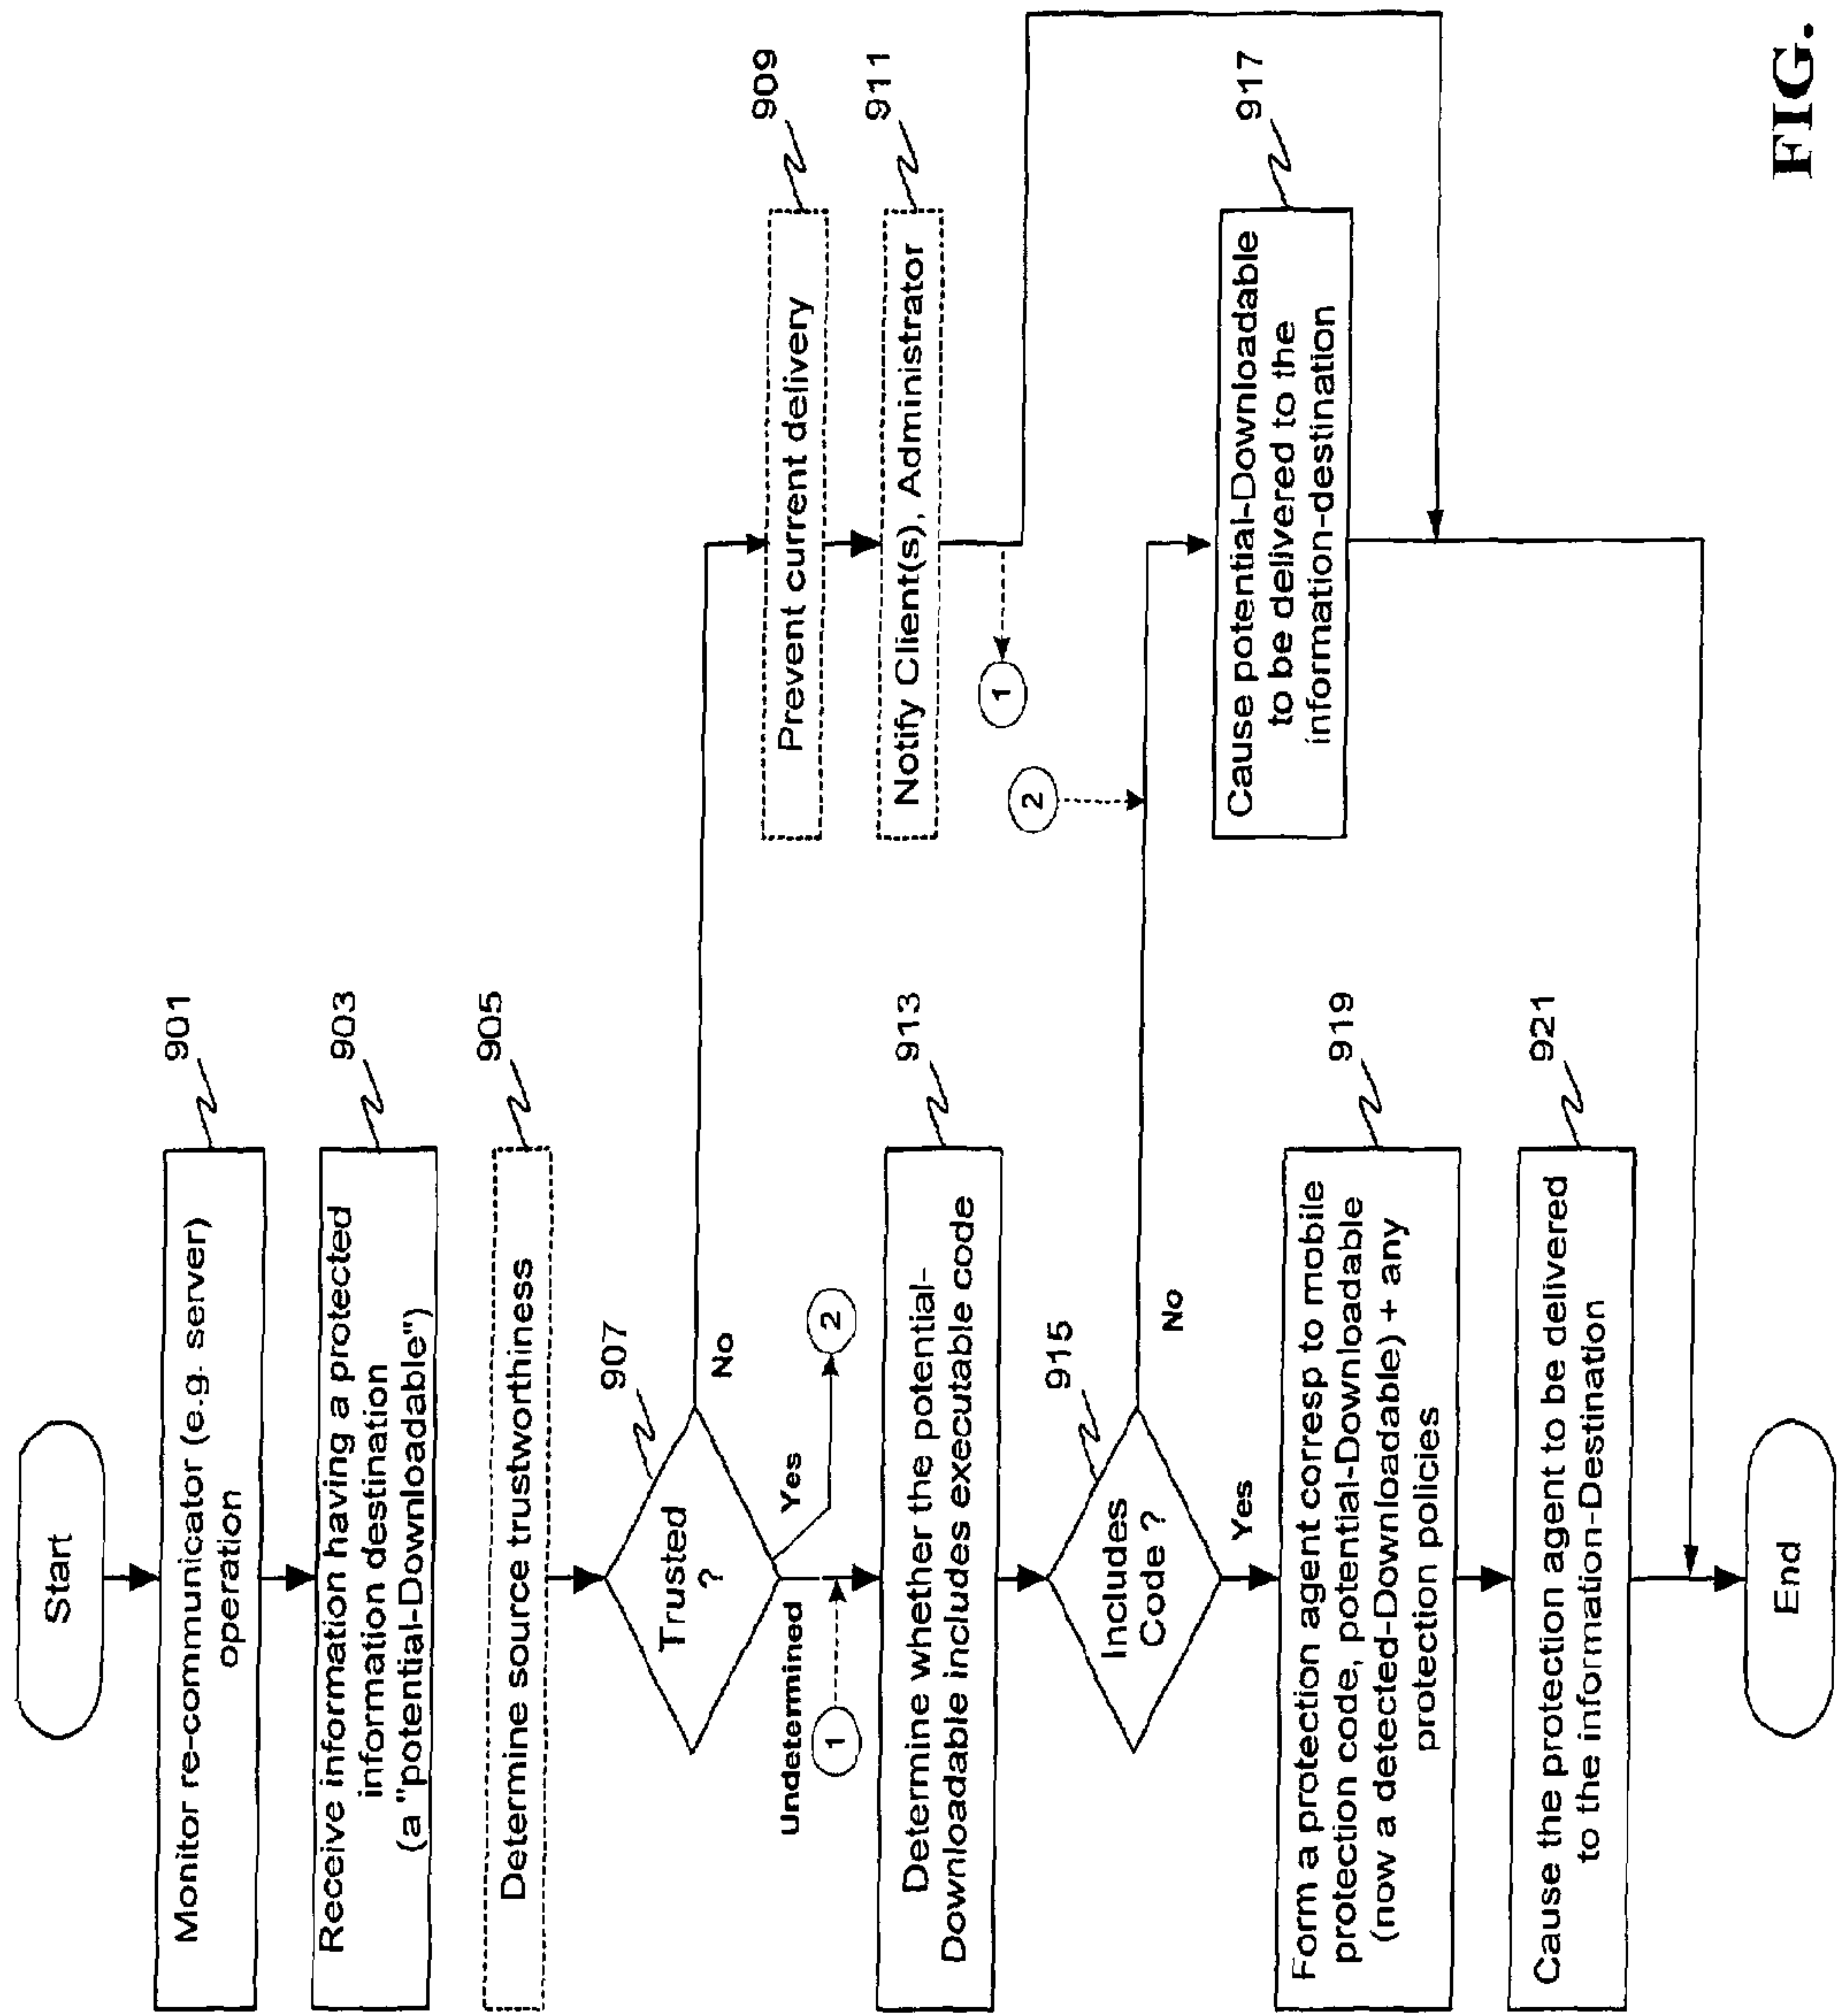 Start
901
Monitor re-communicator (e.g. server)
operation
903
Receive information having a protected
information destination
(a "potential-Downloadable")
905
Determine source trustworthiness
907
Trusted
?
No
Yes
2
Undetermined
1
909
Prevent current delivery
911
Notify Client(s), Administrator
1
913
Determine whether the potential-
Downloadable includes executable code
915
Includes
Code ?
No
Yes
2
917
Cause potential-Downloadable
to be delivered to the
information-destination
919
Form a protection agent corresp to mobile
protection code, potential-Downloadable
(now a detected-Downloadable) + any
protection policies
921
Cause the protection agent to be delivered
to the information-Destination
End
FIG.